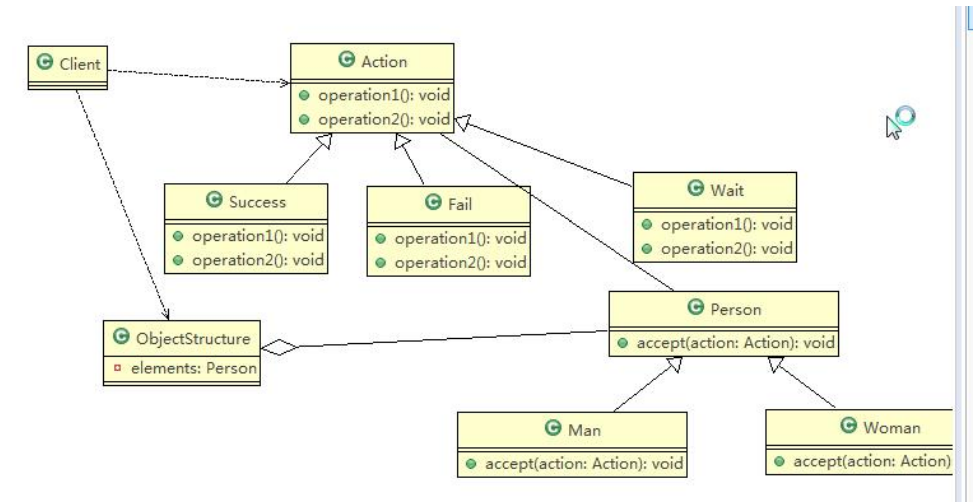 Client
Action
operation1(): void
operation2(): void
Success
operation1(): void
operation2(): void
Fail
operation1(): void
operation2(): void
Wait
operation1(): void
operation2(): void
ObjectStructure
elements: Person
Person
accept(action: Action): void
Man
accept(action: Action): void
Woman
accept(action: Action)